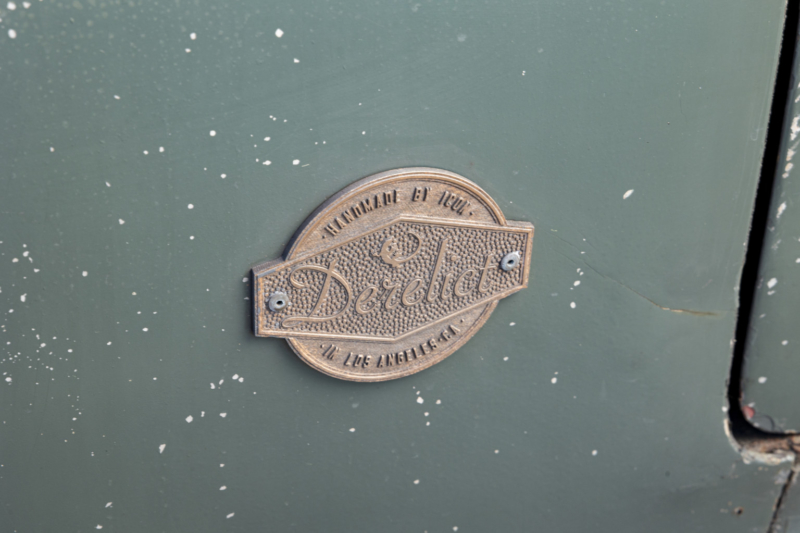 ·HANDMADE BY ICON·
Derelict
·IN LOS ANGELES·CA·